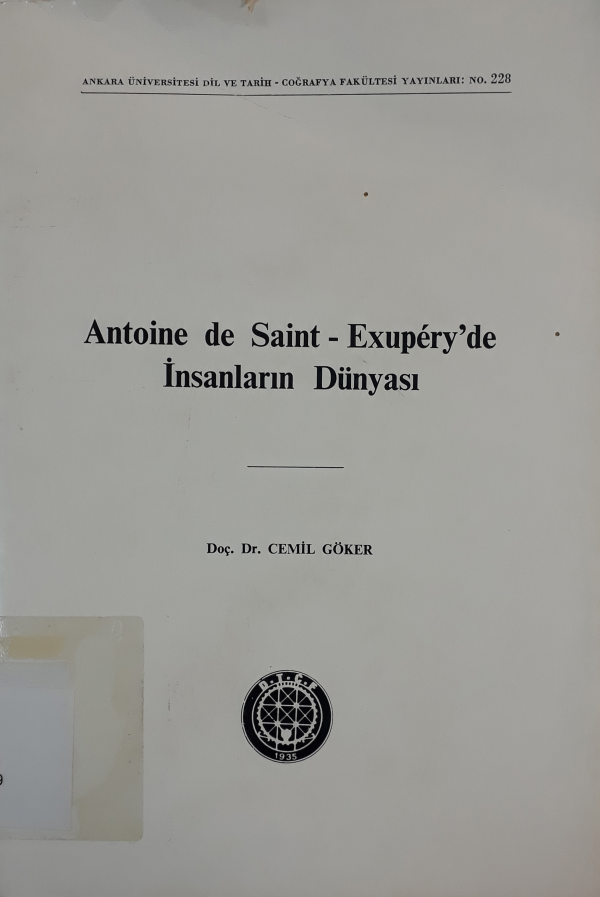 ANKARA ÜNİVERSİTESİ DİL VE TARİH - COĞRAFYA FAKÜLTESİ YAYINLARI: NO. 228
Antoine de Saint - Exupéry'de
İnsanların Dünyası
Doç. Dr. CEMİL GÖKER
D.T.C.F
1935
9